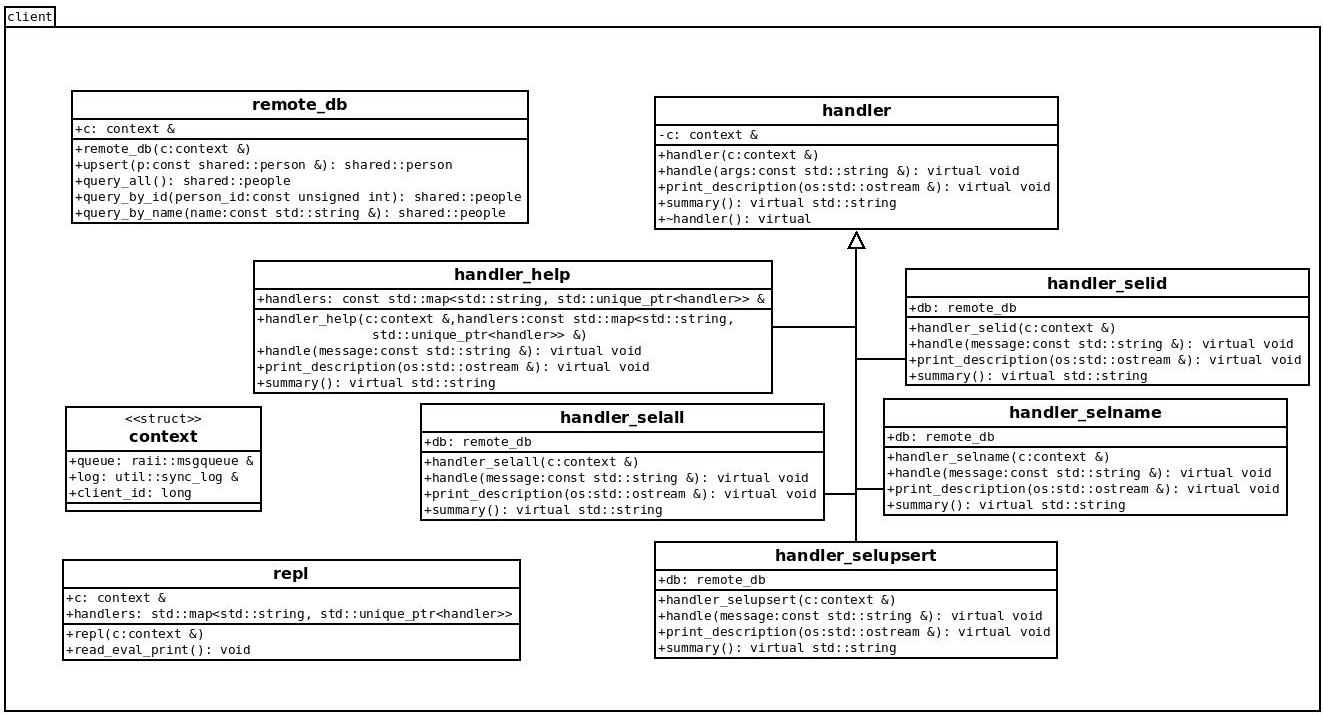 client
remote_db
+c: context &
+remote_db(c:context &)
+upsert(p:const shared::person &): shared::person
+query_all(): shared::people
+query_by_id(person_id:const unsigned int): shared::people
+query_by_name(name:const std::string &): shared::people
handler
-c: context &
+handler(c:context &)
+handle(args:const std::string &): virtual void
+print_description(os:std::ostream &): virtual void
+summary(): virtual std::string
+~handler(): virtual
handler_help
+handlers: const std::map<std::string, std::unique_ptr<handler>> &
+handler_help(c:context &,handlers:const std::map<std::string,
std::unique_ptr<handler>> &)
+handle(message:const std::string &): virtual void
+print_description(os:std::ostream &): virtual void
+summary(): virtual std::string
handler_selid
+db: remote_db
+handler_selid(c:context &)
+handle(message:const std::string &): virtual void
+print_description(os:std::ostream &): virtual void
+summary(): virtual std::string
<<struct>>
context
+queue: raii::msgqueue &
+log: util::sync_log &
+client_id: long
handler_selall
+db: remote_db
+handler_selall(c:context &)
+handle(message:const std::string &): virtual void
+print_description(os:std::ostream &): virtual void
+summary(): virtual std::string
handler_selname
+db: remote_db
+handler_selname(c:context &)
+handle(message:const std::string &): virtual void
+print_description(os:std::ostream &): virtual void
+summary(): virtual std::string
repl
+c: context &
+handlers: std::map<std::string, std::unique_ptr<handler>>
+repl(c:context &)
+read_eval_print(): void
handler_selupsert
+db: remote_db
+handler_selupsert(c:context &)
+handle(message:const std::string &): virtual void
+print_description(os:std::ostream &): virtual void
+summary(): virtual std::string